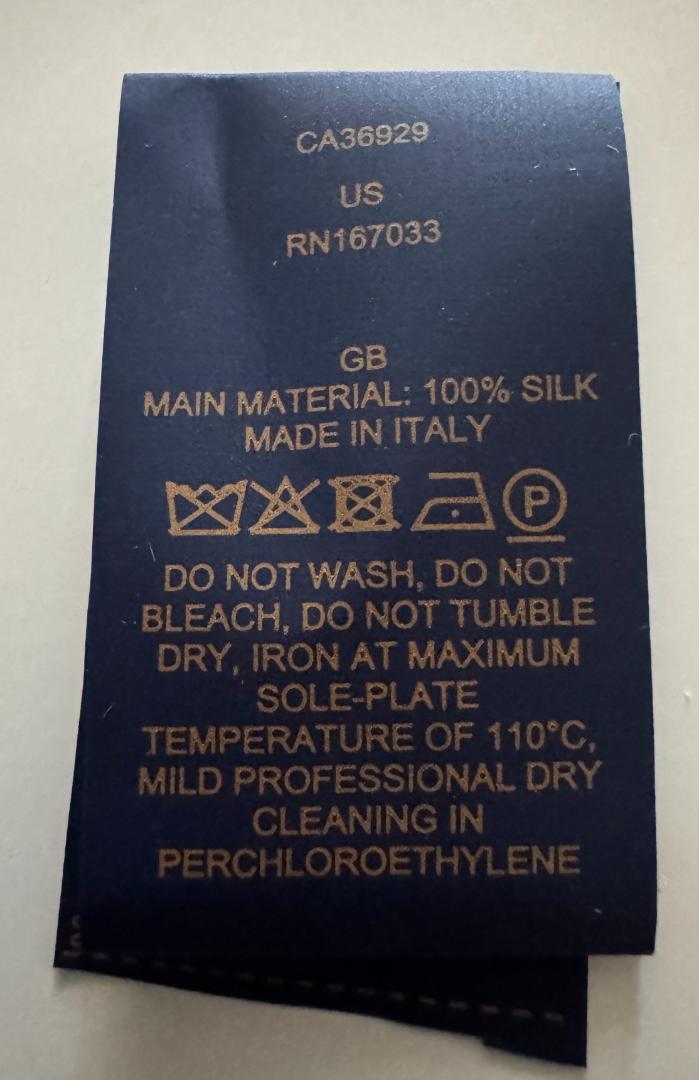 CA36929
US
RN167033
GB
MAIN MATERIAL: 100% SILK
MADE IN ITALY
P
DO NOT WASH, DO NOT
BLEACH, DO NOT TUMBLE
DRY, IRON AT MAXIMUM
SOLE-PLATE
TEMPERATURE OF 110°C,
MILD PROFESSIONAL DRY
CLEANING IN
PERCHLOROETHYLENE